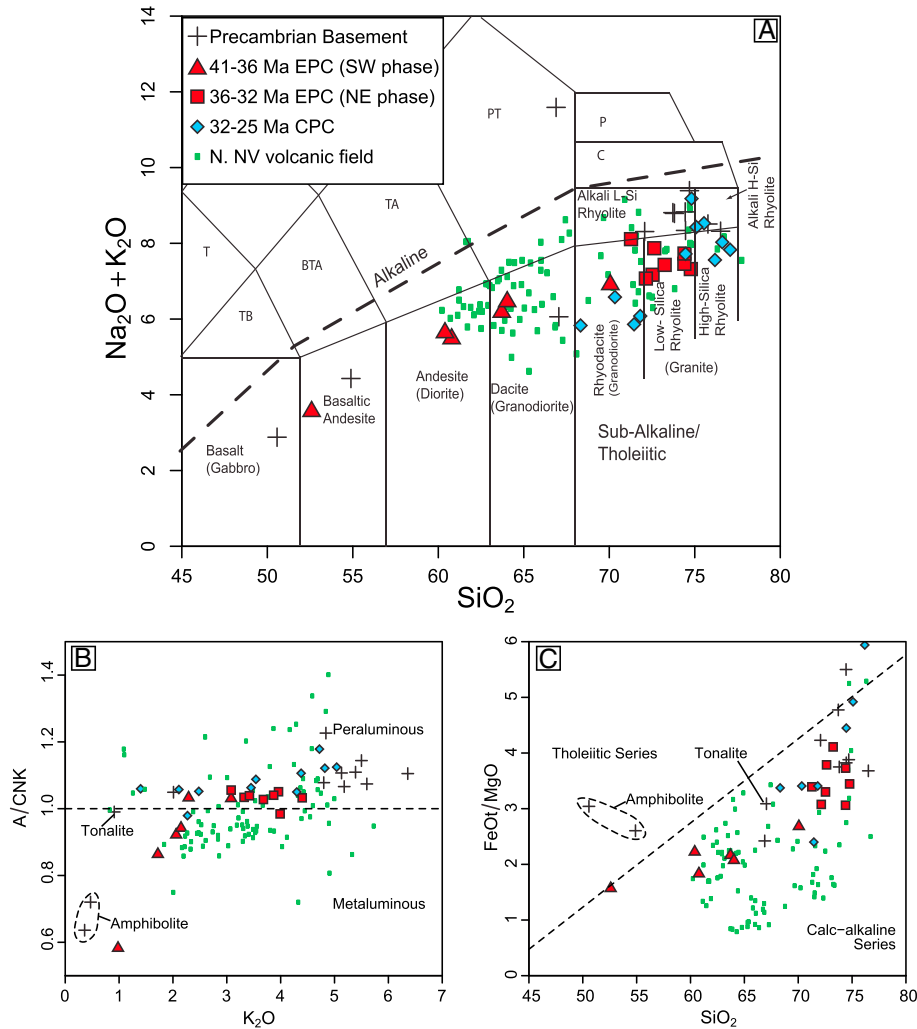 A
Precambrian Basement
41-36 Ma EPC (SW phase)
36-32 Ma EPC (NE phase)
32-25 Ma CPC
N. NV volcanic field
14
12
10
8
6
4
2
0
Na₂O + K₂O
PT
P
C
TA
T
BTA
TB
Alkaline
Alkali L-Si
Rhyolite
Alkali H-Si
Rhyolite
Basalt
(Gabbro)
Basaltic
Andesite
Andesite
(Diorite)
Dacite
(Granodiorite)
Rhyodacite
(Granodiorite)
Low- Silica
Rhyolite
High-Silica
Rhyolite
(Granite)
Sub-Alkaline/
Tholeiitic
45 50 55 60 65 70 75 80
SiO₂
B
1.4
1.2
1.0
0.8
0.6
A/CNK
Peraluminous
Tonalite
Amphibolite
Metaluminous
0 1 2 3 4 5 6 7
K₂O
C
6
5
4
3
2
1
0
FeOt/MgO
Tholeiitic Series
Tonalite
Amphibolite
Calc-alkaline
Series
45 50 55 60 65 70 75 80
SiO₂